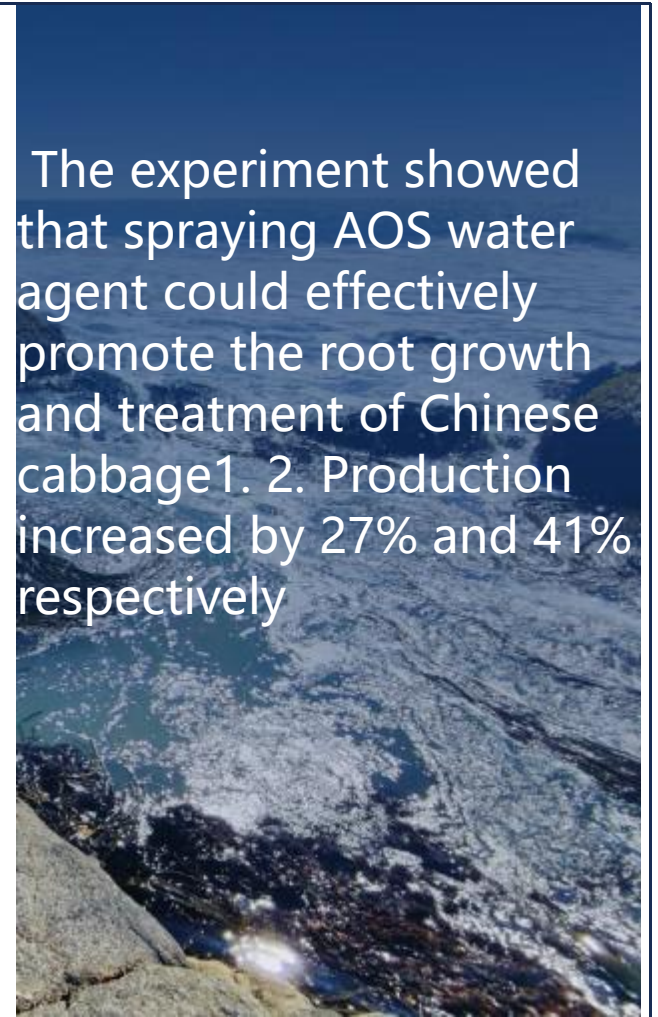 The experiment showed
that spraying AOS water
agent could effectively
promote the root growth
and treatment of Chinese
cabbage1. 2. Production
increased by 27% and 41%
respectively